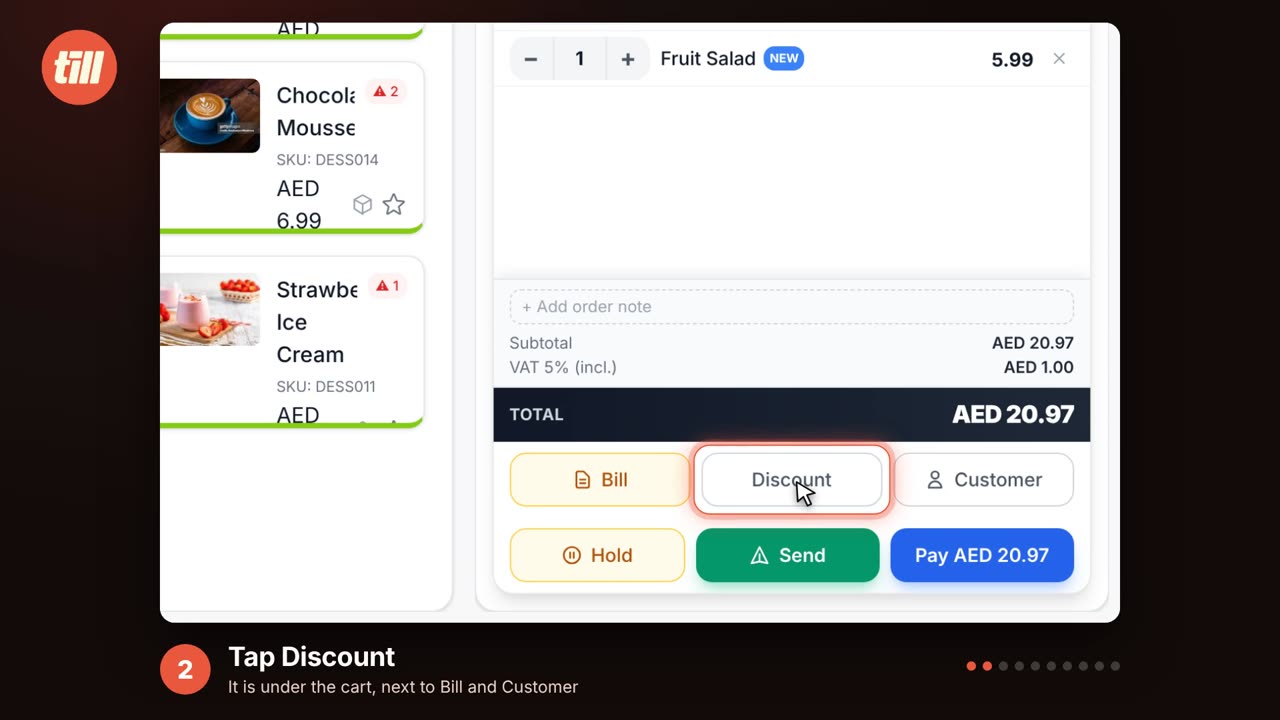 till
AED
Chocola
Mousse
2
SKU: DESS014
AED
6.99
Strawbe
Ice
Cream
1
SKU: DESS011
AED
− 1 + Fruit Salad NEW 5.99 ×
+ Add order note
Subtotal AED 20.97
VAT 5% (incl.) AED 1.00
TOTAL AED 20.97
Bill Discount Customer
Hold Send Pay AED 20.97
2 Tap Discount
It is under the cart, next to Bill and Customer